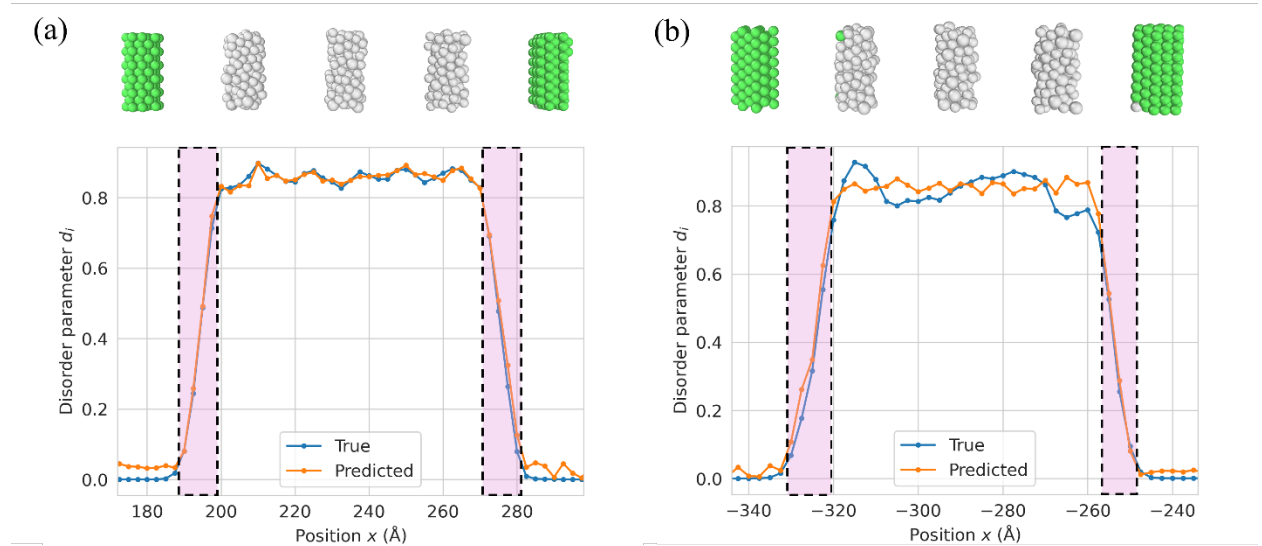 (a)
(b)
Disorder parameter dᵢ
0.8
0.6
0.4
0.2
0.0
True
Predicted
180 200 220 240 260 280
Position x (Å)
Disorder parameter dᵢ
0.8
0.6
0.4
0.2
0.0
True
Predicted
−340 −320 −300 −280 −260 −240
Position x (Å)